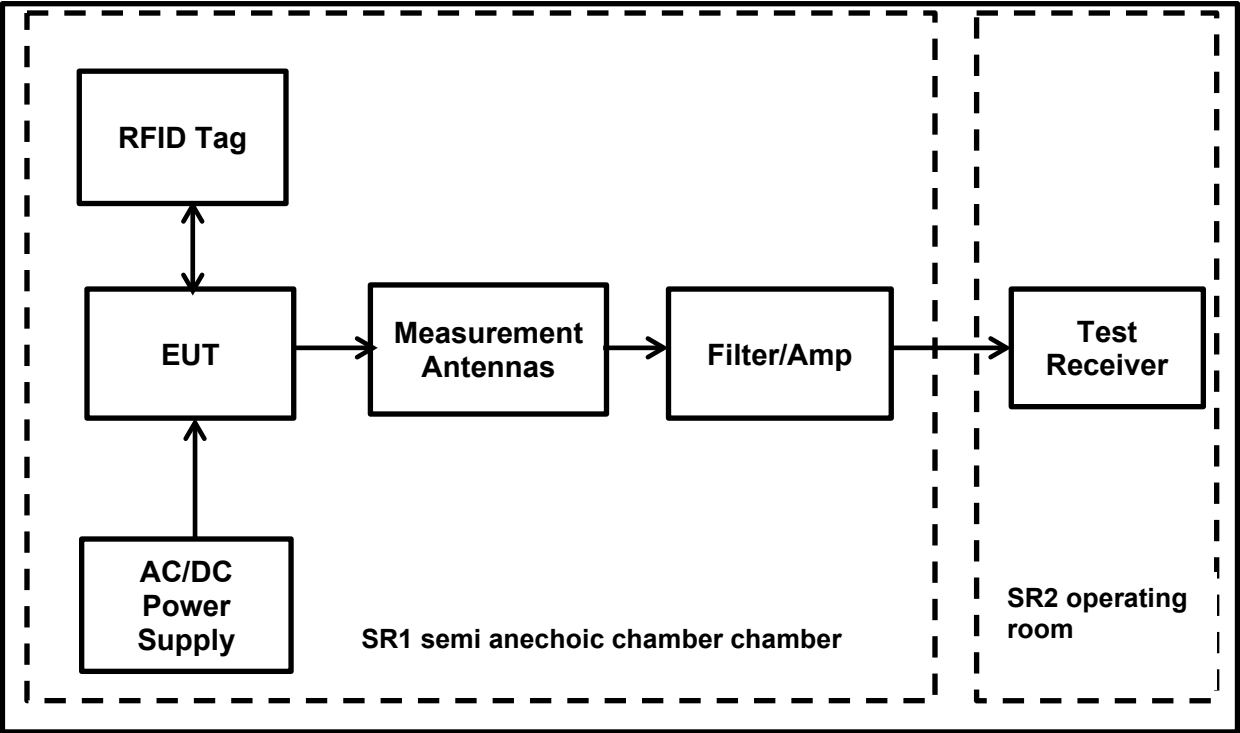 RFID Tag
EUT
Measurement
Antennas
Filter/Amp
Test
Receiver
AC/DC
Power
Supply
SR1 semi anechoic chamber chamber
SR2 operating
room